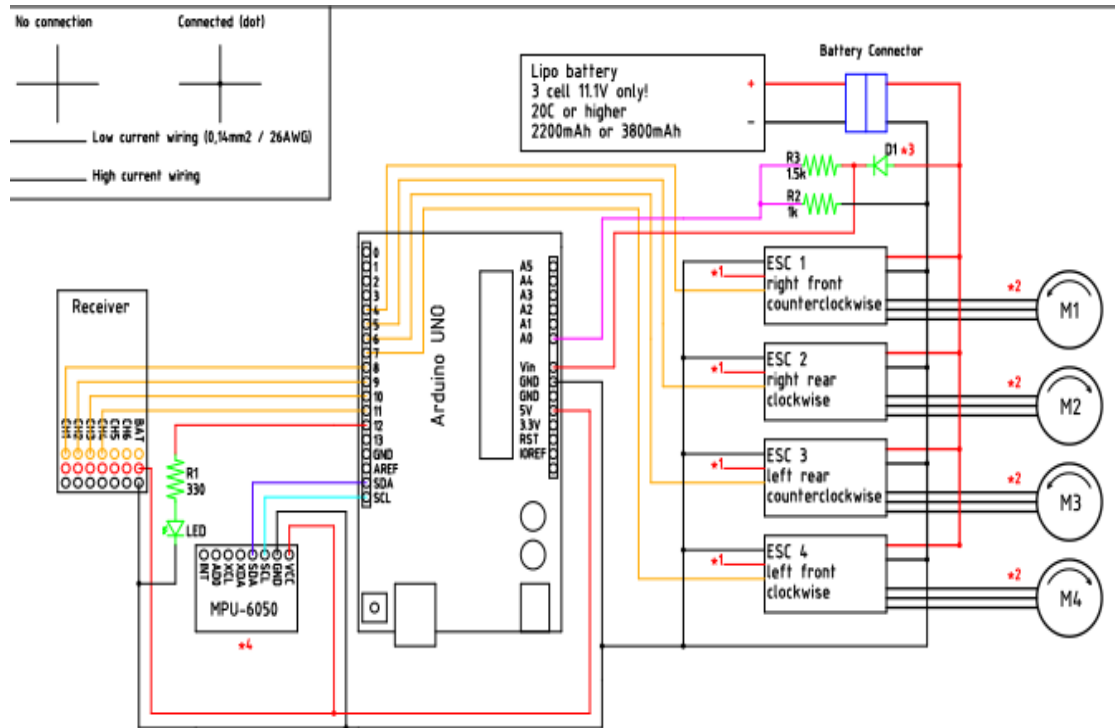 No connection
Connected (dot)
Low current wiring (0,14mm2 / 26AWG)
High current wiring
Lipo battery
3 cell 11.1V only!
20C or higher
2200mAh or 3800mAh
+
-
Battery Connector
R3
1.5k
D1 *3
R2
1k
Receiver
CH1
CH2
CH3
CH4
CH5
CH6
BAT
R1
330
LED
INT
AD0
XCL
XDA
SDA
SCL
GND
VCC
MPU-6050
*4
Arduino UNO
0
1
2
3
4
5
6
7
8
9
10
11
12
13
GND
AREF
SDA
SCL
A5
A4
A3
A2
A1
A0
Vin
GND
GND
5V
3.3V
RST
IOREF
*1
ESC 1
right front
counterclockwise
*2
M1
*1
ESC 2
right rear
clockwise
*2
M2
*1
ESC 3
left rear
counterclockwise
*2
M3
*1
ESC 4
left front
clockwise
*2
M4